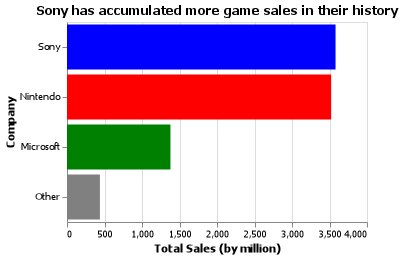 Sony has accumulated more game sales in their history
Company
Sony
Nintendo
Microsoft
Other
0 500 1,000 1,500 2,000 2,500 3,000 3,500 4,000
Total Sales (by million)